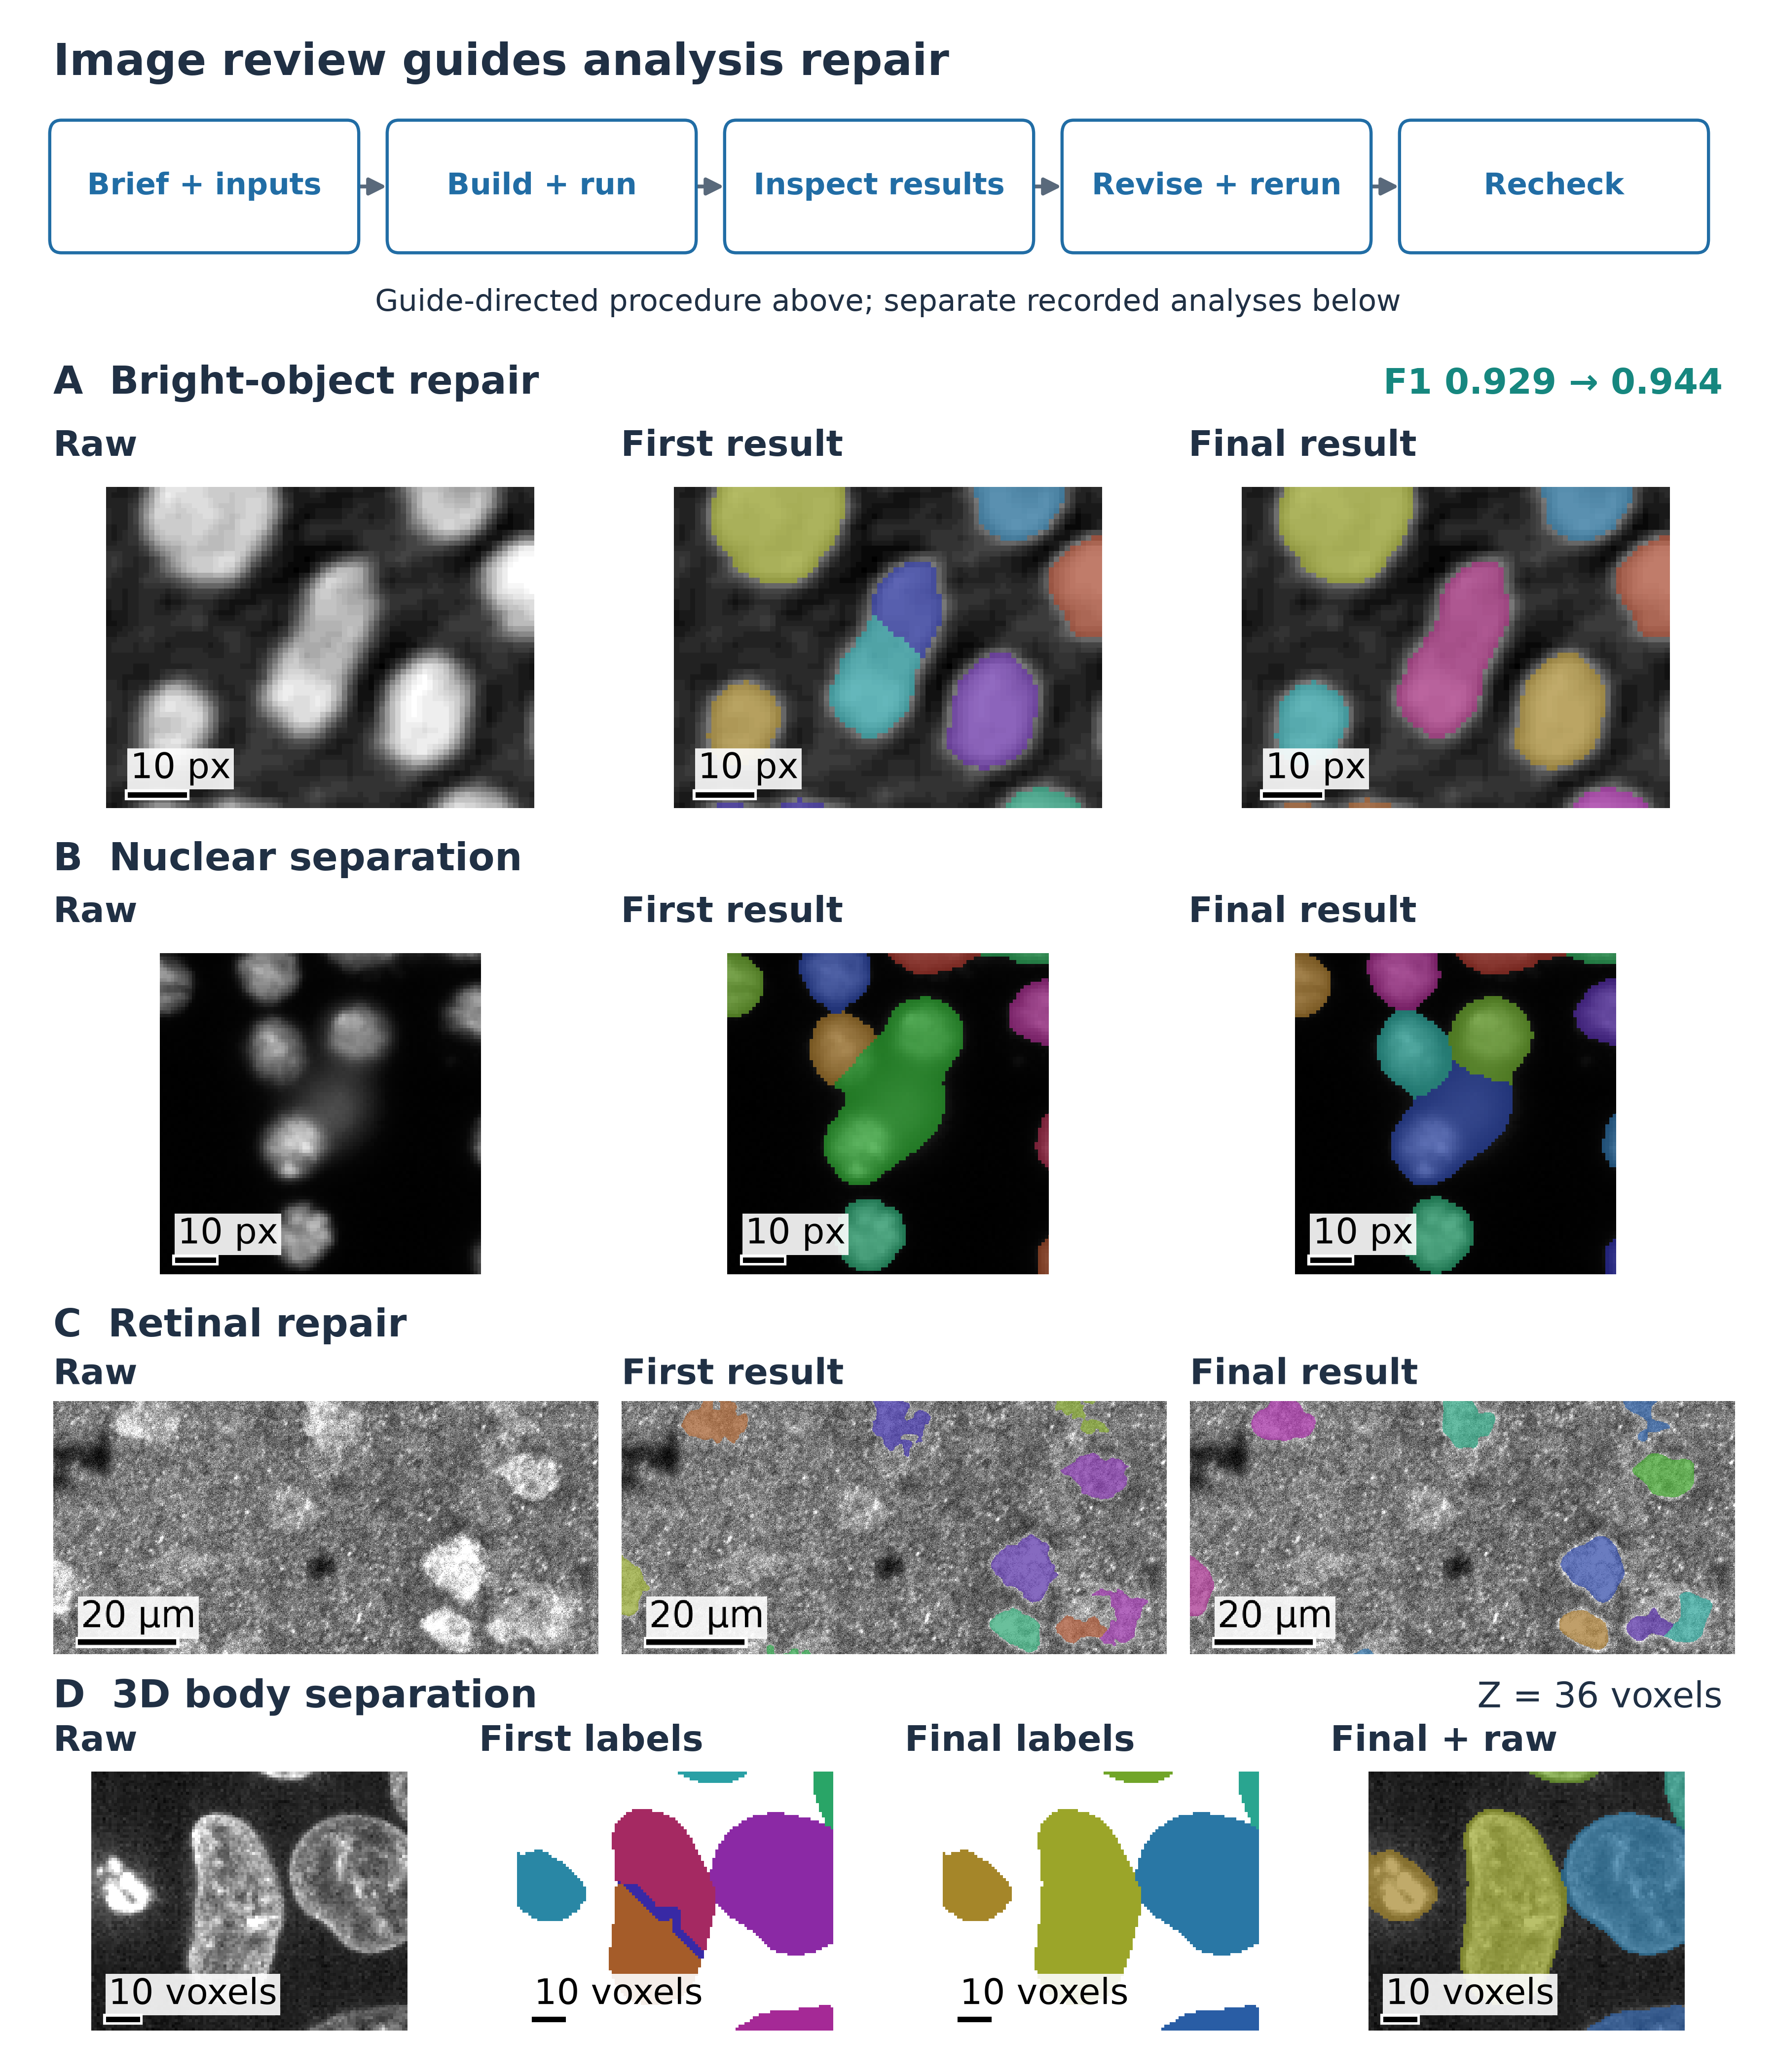 Image review guides analysis repair
Brief + inputs
Build + run
Inspect results
Revise + rerun
Recheck
Guide-directed procedure above; separate recorded analyses below
A Bright-object repair
F1 0.929 → 0.944
Raw
First result
Final result
10 px
10 px
10 px
B Nuclear separation
Raw
First result
Final result
10 px
10 px
10 px
C Retinal repair
Raw
First result
Final result
20 µm
20 µm
20 µm
D 3D body separation
Z = 36 voxels
Raw
First labels
Final labels
Final + raw
10 voxels
10 voxels
10 voxels
10 voxels